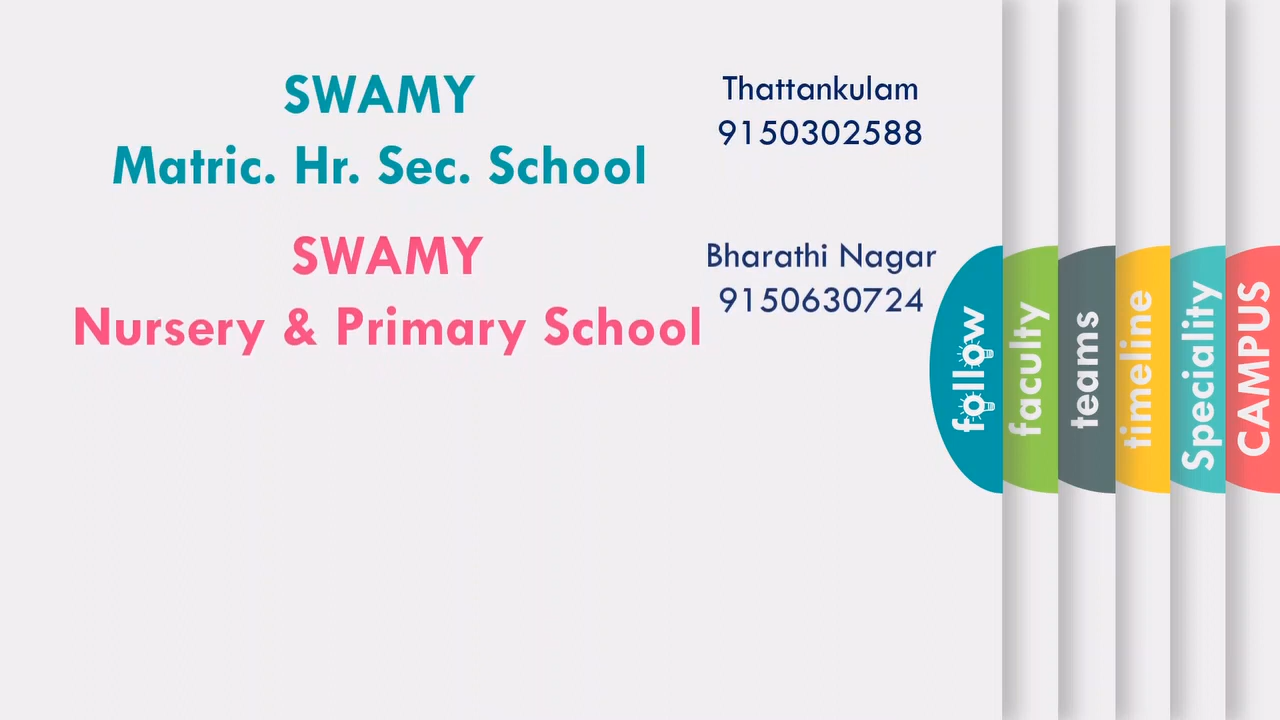 SWAMY
Matric. Hr. Sec. School
Thattankulam
9150302588
SWAMY
Nursery & Primary School
Bharathi Nagar
9150630724
follow
faculty
teams
timeline
Speciality
CAMPUS